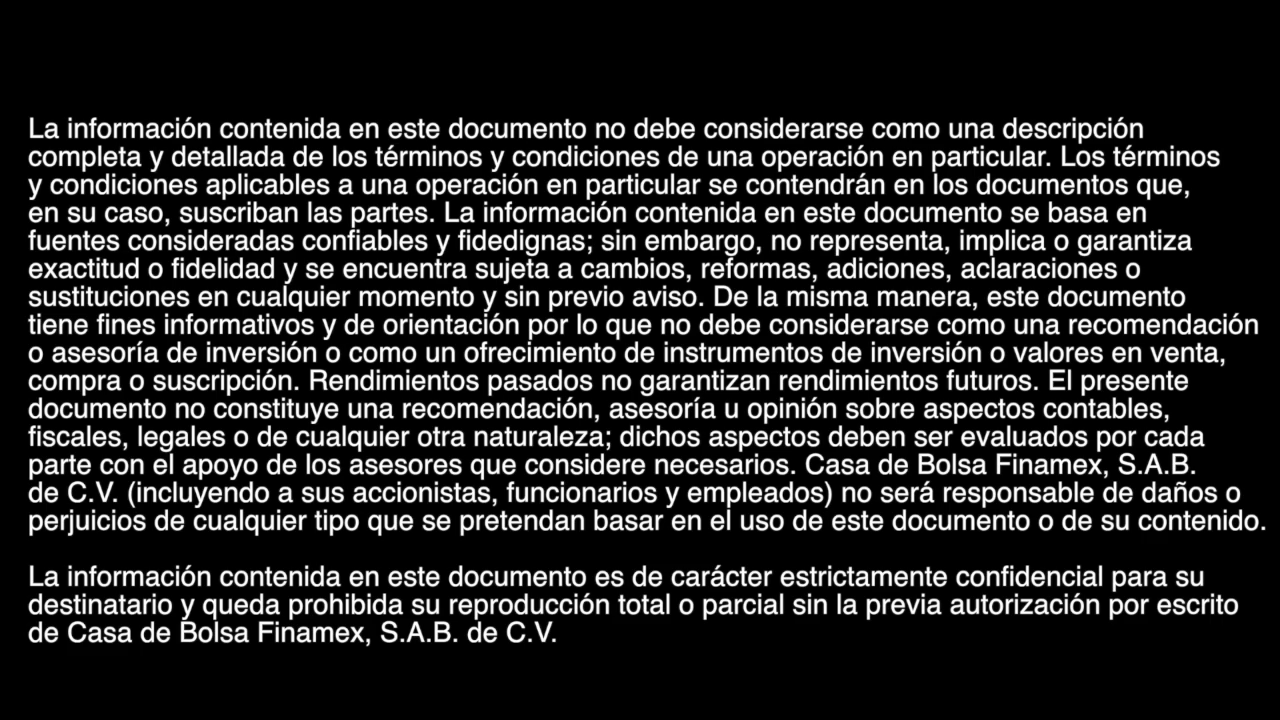 La información contenida en este documento no debe considerarse como una descripción
completa y detallada de los términos y condiciones de una operación en particular. Los términos
y condiciones aplicables a una operación en particular se contendrán en los documentos que,
en su caso, suscriban las partes. La información contenida en este documento se basa en
fuentes consideradas confiables y fidedignas; sin embargo, no representa, implica o garantiza
exactitud o fidelidad y se encuentra sujeta a cambios, reformas, adiciones, aclaraciones o
sustituciones en cualquier momento y sin previo aviso. De la misma manera, este documento
tiene fines informativos y de orientación por lo que no debe considerarse como una recomendación
o asesoría de inversión o como un ofrecimiento de instrumentos de inversión o valores en venta,
compra o suscripción. Rendimientos pasados no garantizan rendimientos futuros. El presente
documento no constituye una recomendación, asesoría u opinión sobre aspectos contables,
fiscales, legales o de cualquier otra naturaleza; dichos aspectos deben ser evaluados por cada
parte con el apoyo de los asesores que considere necesarios. Casa de Bolsa Finamex, S.A.B.
de C.V. (incluyendo a sus accionistas, funcionarios y empleados) no será responsable de daños o
perjuicios de cualquier tipo que se pretendan basar en el uso de este documento o de su contenido.
La información contenida en este documento es de carácter estrictamente confidencial para su
destinatario y queda prohibida su reproducción total o parcial sin la previa autorización por escrito
de Casa de Bolsa Finamex, S.A.B. de C.V.